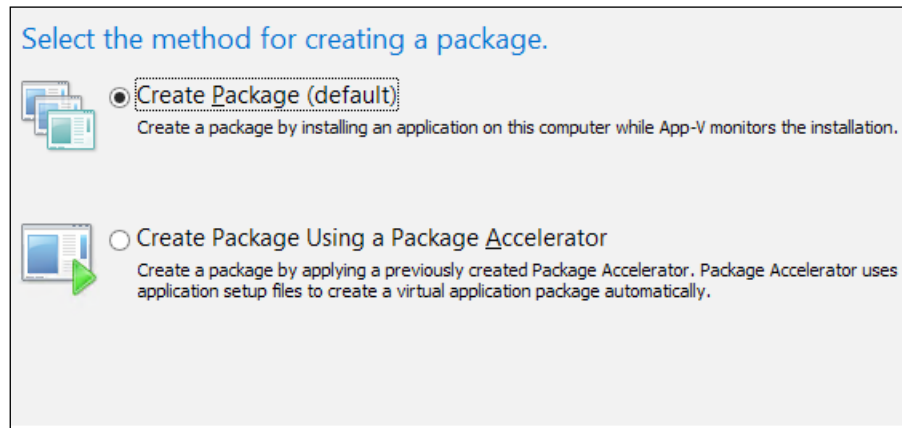 Select the method for creating a package.
Create Package (default)
Create a package by installing an application on this computer while App-V monitors the installation.
Create Package Using a Package Accelerator
Create a package by applying a previously created Package Accelerator. Package Accelerator uses
application setup files to create a virtual application package automatically.